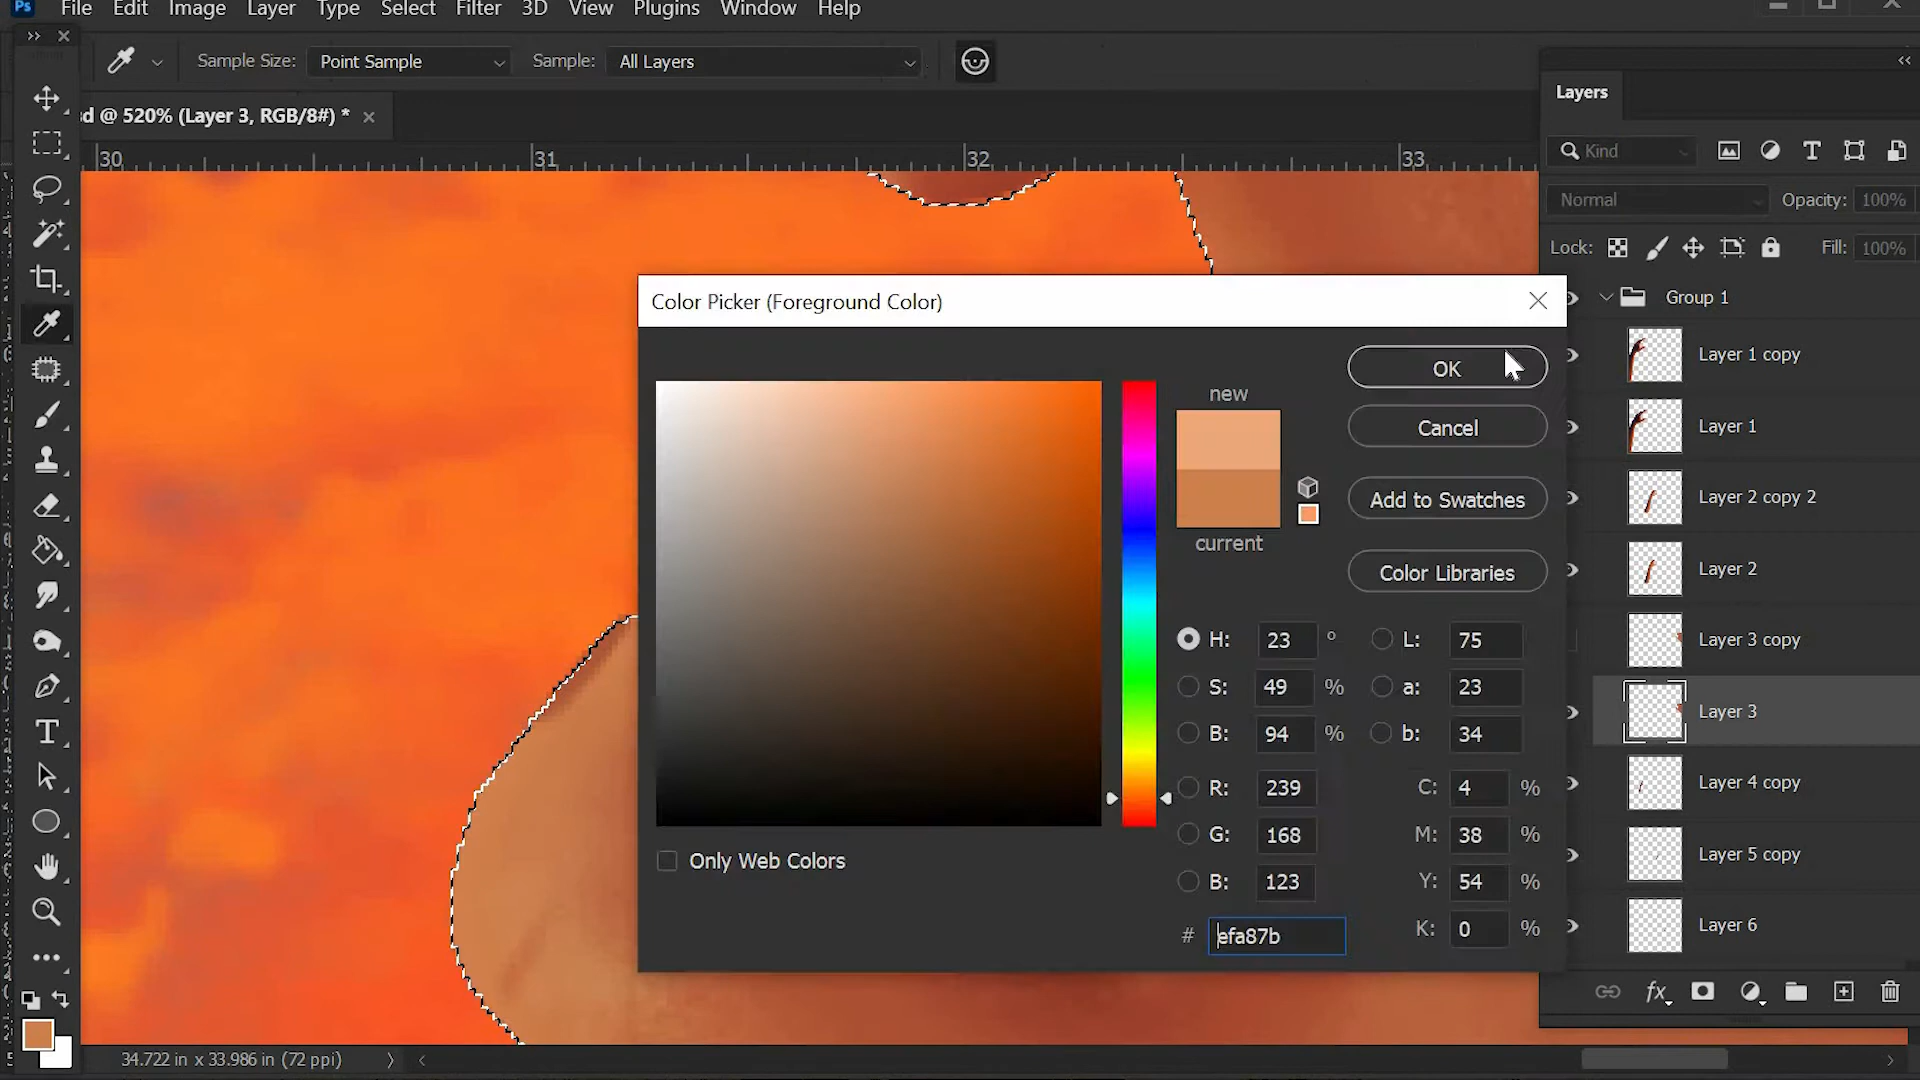 Ps File Edit Image Layer Type Select Filter 3D View Plugins Window Help
Sample Size: Point Sample Sample: All Layers
d @ 520% (Layer 3, RGB/8#) * ×
30 31 32 33
Layers
Kind
Normal Opacity: 100%
Lock: Fill: 100%
Group 1
Layer 1 copy
Layer 1
Layer 2 copy 2
Layer 2
Layer 3 copy
Layer 3
Layer 4 copy
Layer 5 copy
Layer 6
fx
Color Picker (Foreground Color)
new
current
OK
Cancel
Add to Swatches
Color Libraries
H: 23 ° L: 75
S: 49 % a: 23
B: 94 % b: 34
R: 239 C: 4 %
G: 168 M: 38 %
B: 123 Y: 54 %
# efa87b K: 0 %
Only Web Colors
34.722 in x 33.986 in (72 ppi)